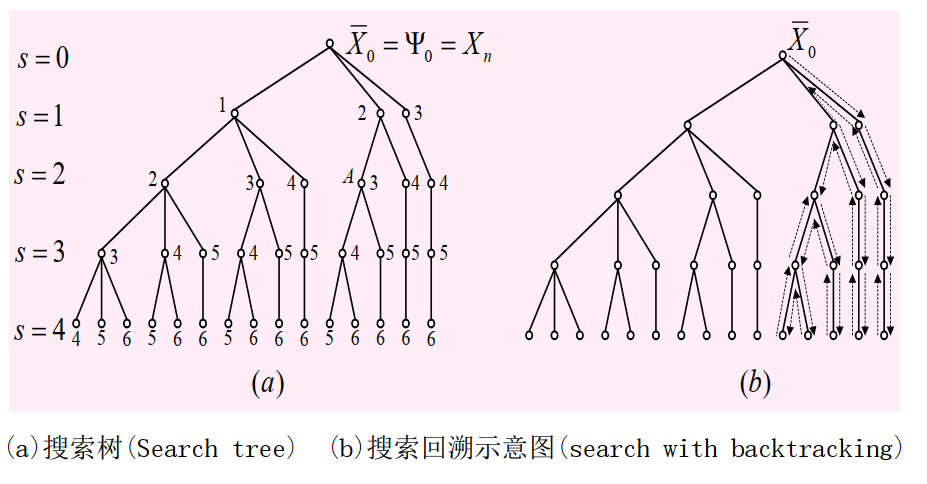 X̄₀ = Ψ₀ = Xₙ
X̄₀
s = 0
s = 1
1 2 3
s = 2
2 3 4 A 3 4 4
s = 3
3 4 5 4 5 5 4 5 5 5
s = 4
4 5 6 5 6 6 5 6 6 6 5 6 6 6 6
(a) (b)
(a)搜索树(Search tree) (b)搜索回溯示意图(search with backtracking)